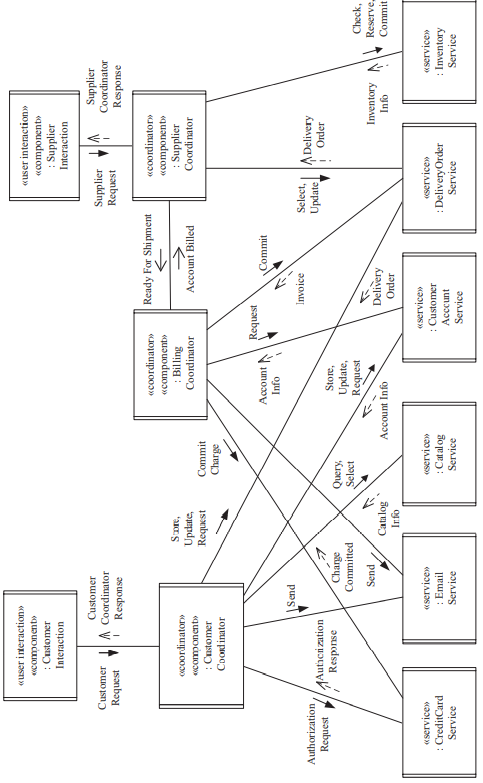 «user interaction»
«component»
: Supplier
Interaction
Supplier
Request
Supplier
Coordinator
Response
«coordinator»
«component»
: Supplier
Coordinator
Check,
Reserve,
Commit
Inventory
Info
«service»
: Inventory
Service
Select,
Update
Delivery
Order
«service»
: DeliveryOrder
Service
Ready For Shipment
Account Billed
«coordinator»
«component»
: Billing
Coordinator
Commit
Invoice
Request
Account
Info
Delivery
Order
«service»
: Customer
Account
Service
Store,
Update,
Request
Account Info
Commit
Charge
Query,
Select
Catalog
Info
«service»
: Catalog
Service
Store,
Update,
Request
Charge
Committed
Send
«user interaction»
«component»
: Customer
Interaction
Customer
Request
Customer
Coordinator
Response
«coordinator»
«component»
: Customer
Coordinator
Send
«service»
: Email
Service
Authorization
Request
Authorization
Response
«service»
: CreditCard
Service